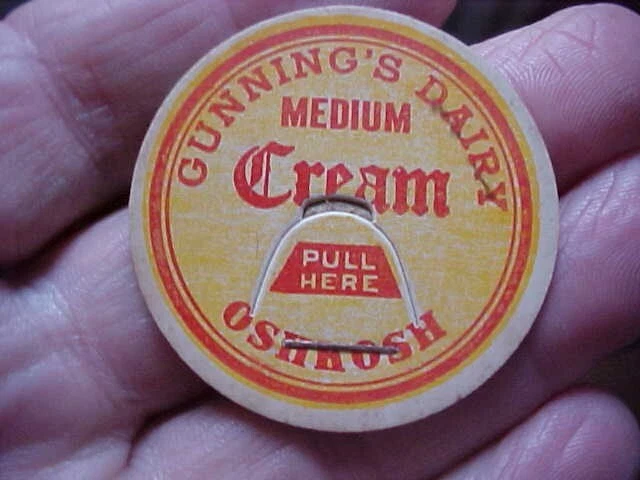 GUNNING'S DAIRY
MEDIUM
Cream
PULL
HERE
OSHKOSH